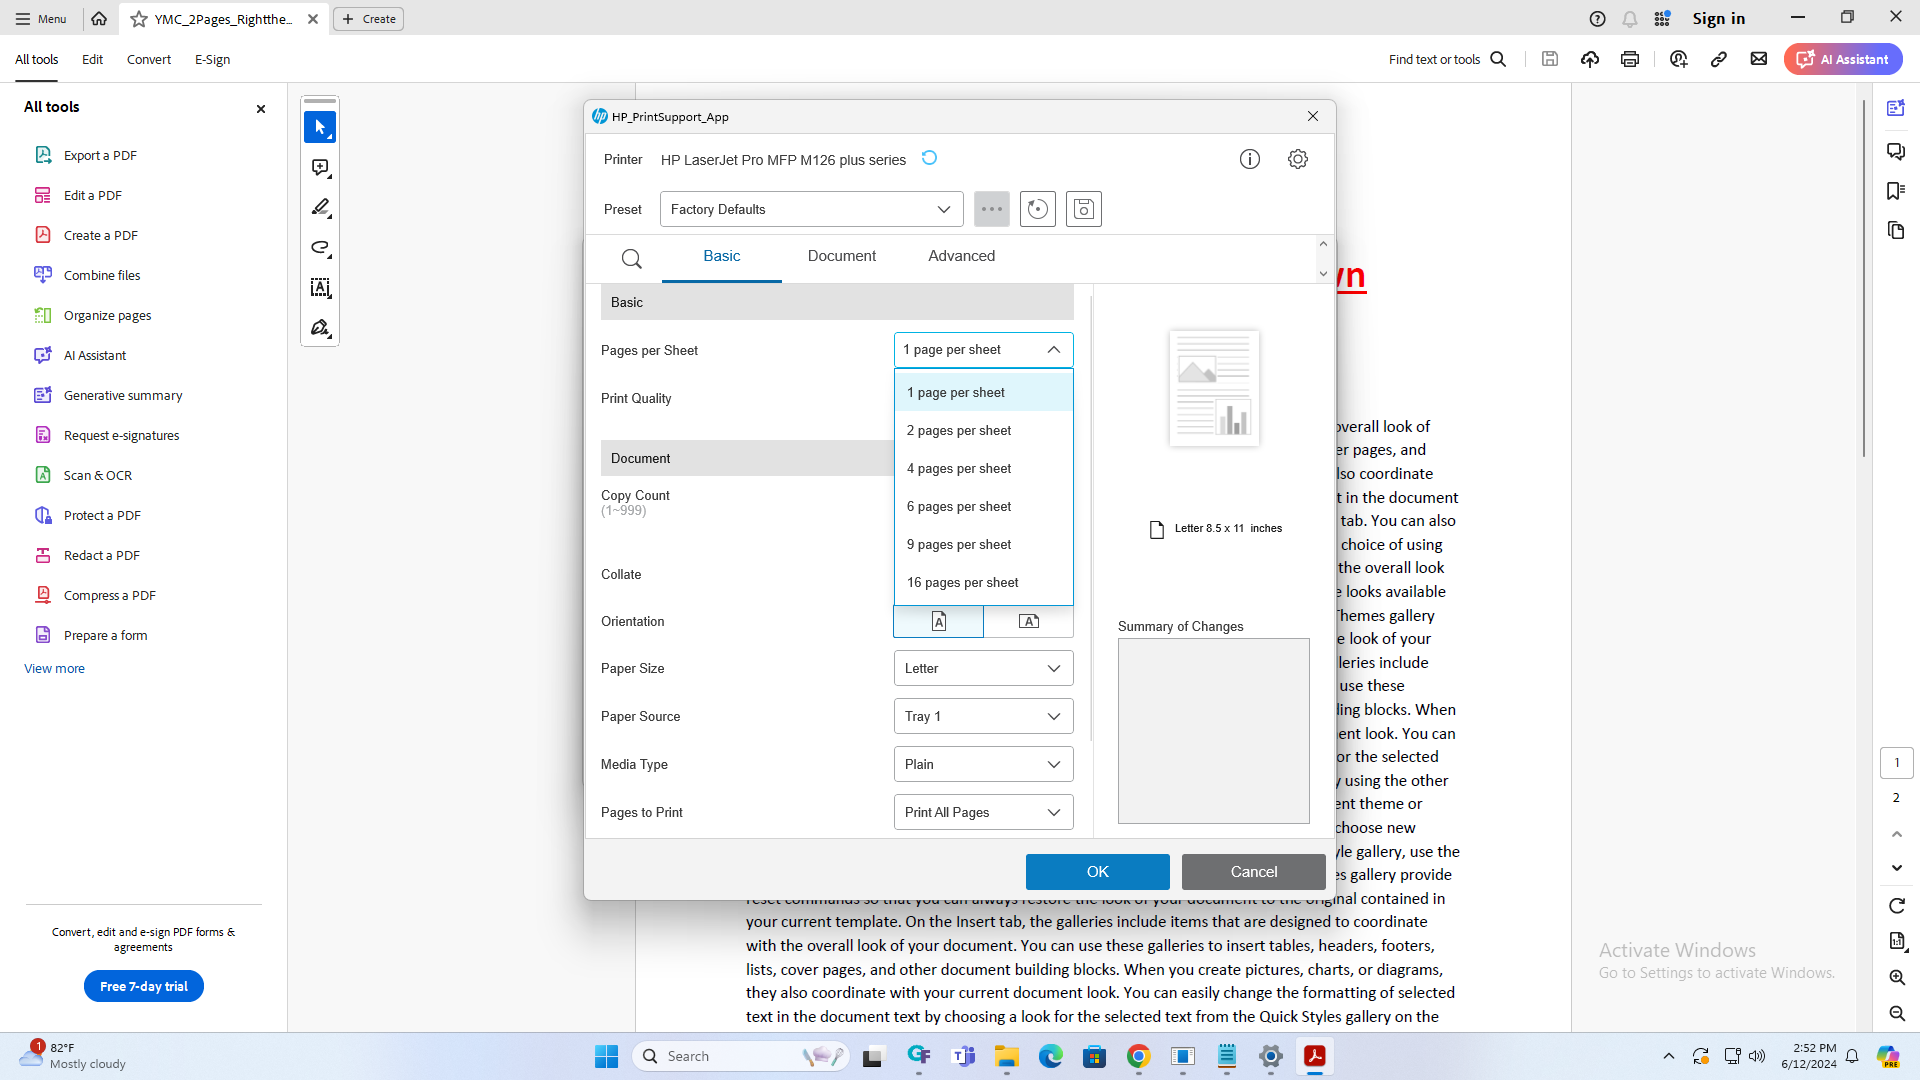 Menu
YMC_2Pages_Rightthe...
Create
Sign in
All tools
Edit
Convert
E-Sign
Find text or tools
AI Assistant
All tools
Export a PDF
Edit a PDF
Create a PDF
Combine files
Organize pages
AI Assistant
Generative summary
Request e-signatures
Scan & OCR
Protect a PDF
Redact a PDF
Compress a PDF
Prepare a form
View more
Convert, edit and e-sign PDF forms &
agreements
Free 7-day trial
HP_PrintSupport_App
Printer
HP LaserJet Pro MFP M126 plus series
Preset
Factory Defaults
Basic
Document
Advanced
Basic
Pages per Sheet
1 page per sheet
1 page per sheet
2 pages per sheet
4 pages per sheet
6 pages per sheet
9 pages per sheet
16 pages per sheet
Print Quality
Document
Copy Count
(1~999)
Collate
Orientation
A
A
Paper Size
Letter
Paper Source
Tray 1
Media Type
Plain
Pages to Print
Print All Pages
Letter 8.5 x 11 inches
Summary of Changes
OK
Cancel
overall look of
pages, and
also coordinate
in the document
tab. You can also
choice of using
the overall look
looks available
Themes gallery
look of your
galleries include
use these
building blocks. When
look. You can
for the selected
using the other
theme or
choose new
gallery, use the
gallery provide
reset commands so that you can always restore the look of your document to the original contained in
your current template. On the Insert tab, the galleries include items that are designed to coordinate
with the overall look of your document. You can use these galleries to insert tables, headers, footers,
lists, cover pages, and other document building blocks. When you create pictures, charts, or diagrams,
they also coordinate with your current document look. You can easily change the formatting of selected
text in the document text by choosing a look for the selected text from the Quick Styles gallery on the
1
2
Activate Windows
Go to Settings to activate Windows.
1
82°F
Mostly cloudy
Search
2:52 PM
6/12/2024
PRE